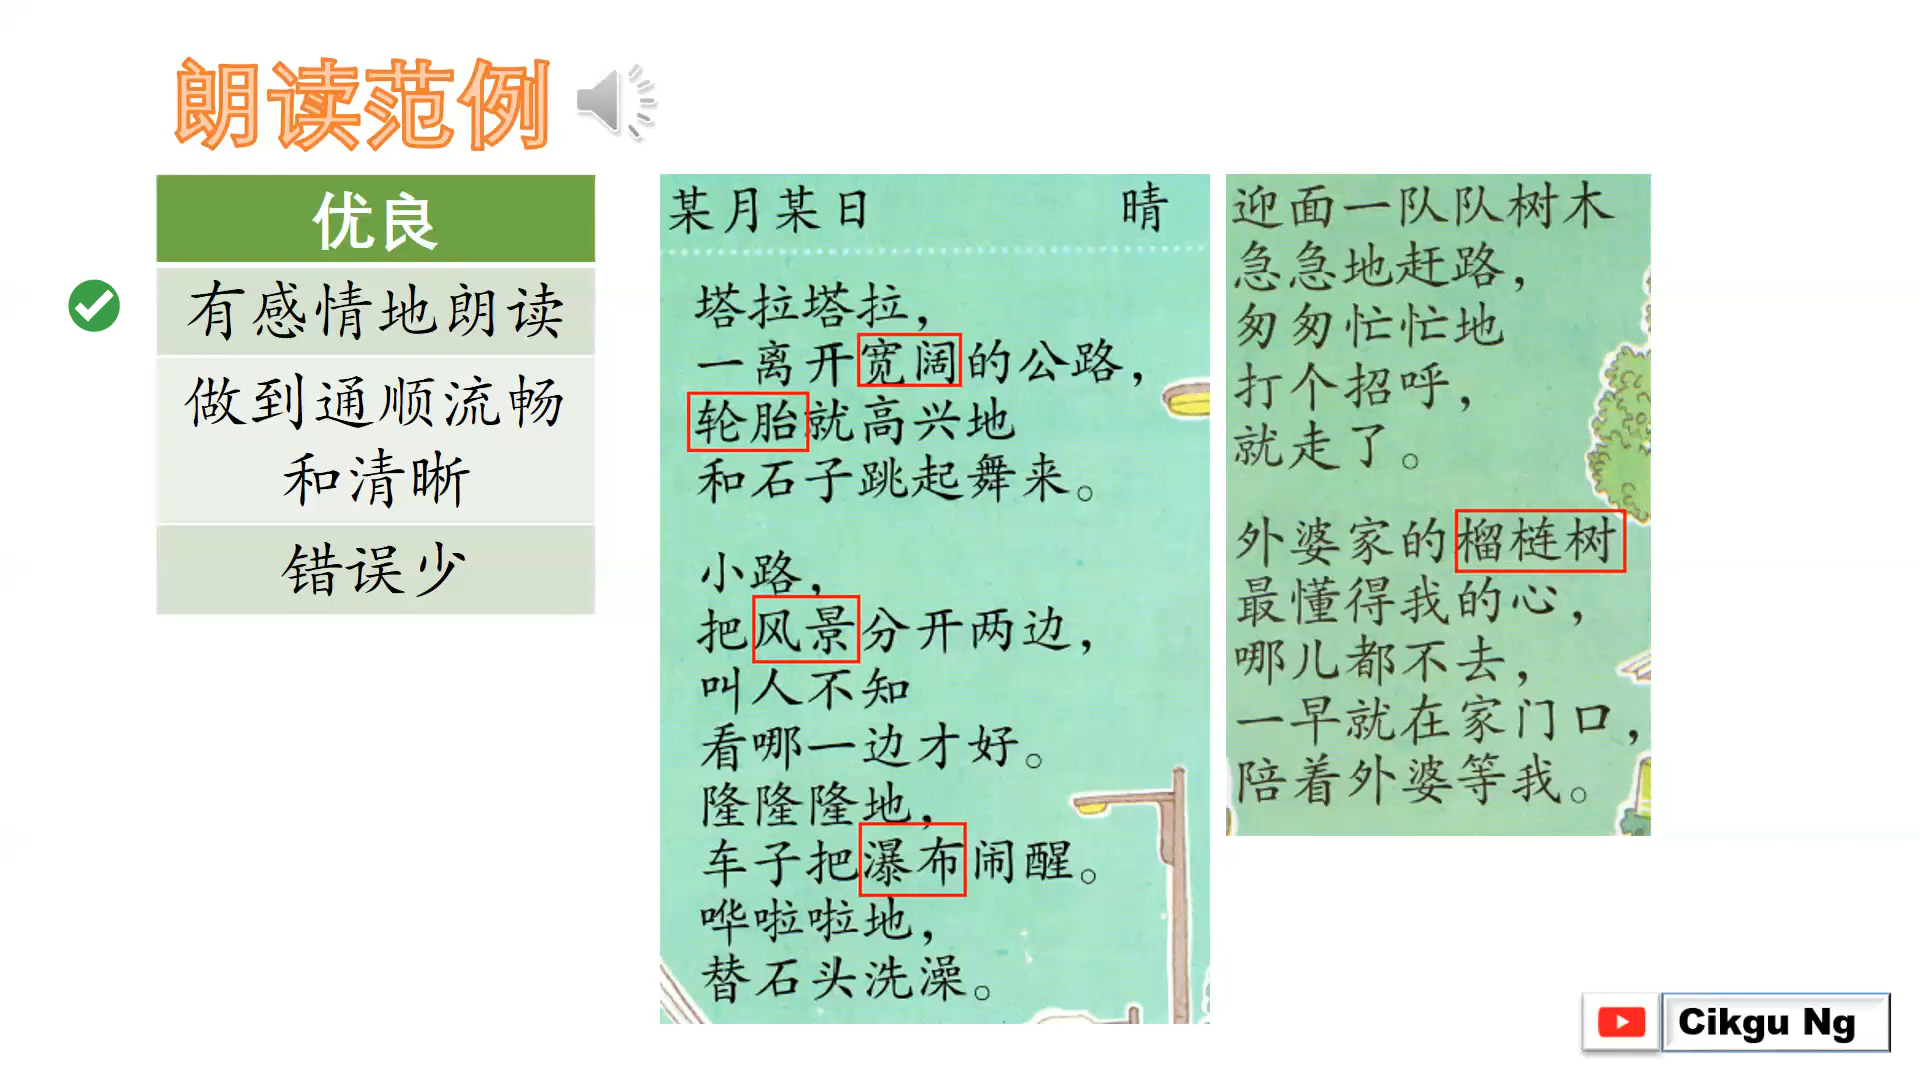 朗读范例
优良
有感情地朗读
做到通顺流畅
和清晰
错误少
某月某日 晴
塔拉塔拉，
一离开宽阔的公路，
轮胎就高兴地
和石子跳起舞来。
小路，
把风景分开两边，
叫人不知
看哪一边才好。
隆隆隆地，
车子把瀑布闹醒。
哗啦啦地，
替石头洗澡。
迎面一队队树木
急急地赶路，
匆匆忙忙地
打个招呼，
就走了。
外婆家的榴梿树
最懂得我的心，
哪儿都不去，
一早就在家门口，
陪着外婆等我。
Cikgu Ng